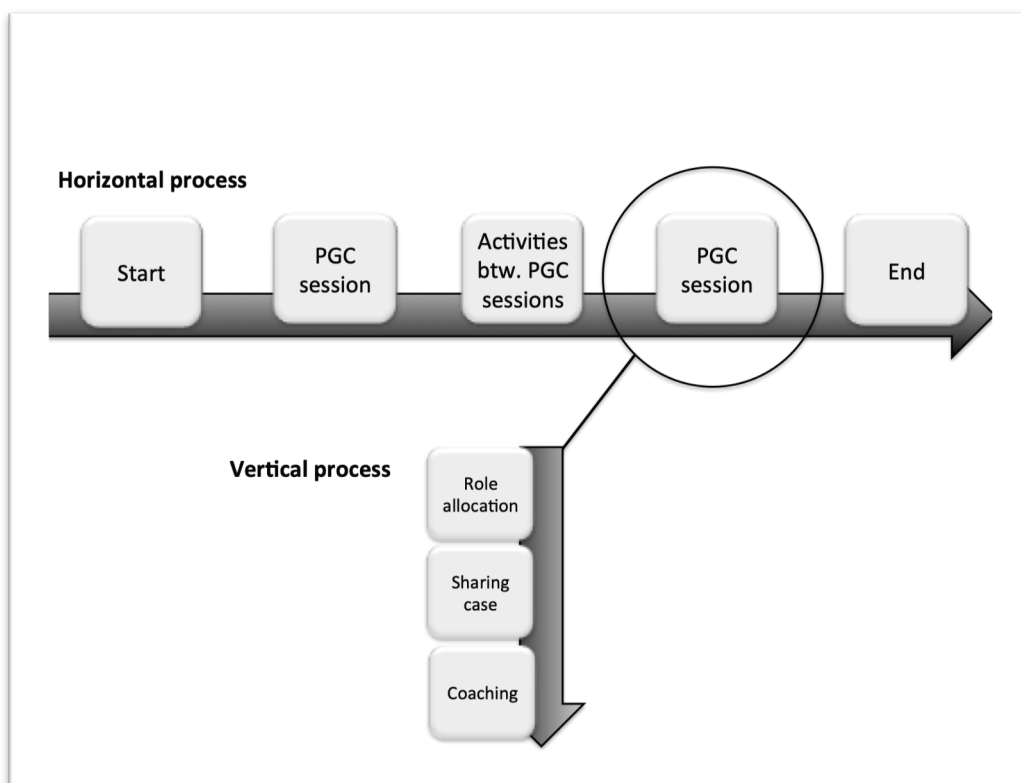 Horizontal process
Start
PGC
session
Activities
btw. PGC
sessions
PGC
session
End
Vertical process
Role
allocation
Sharing
case
Coaching